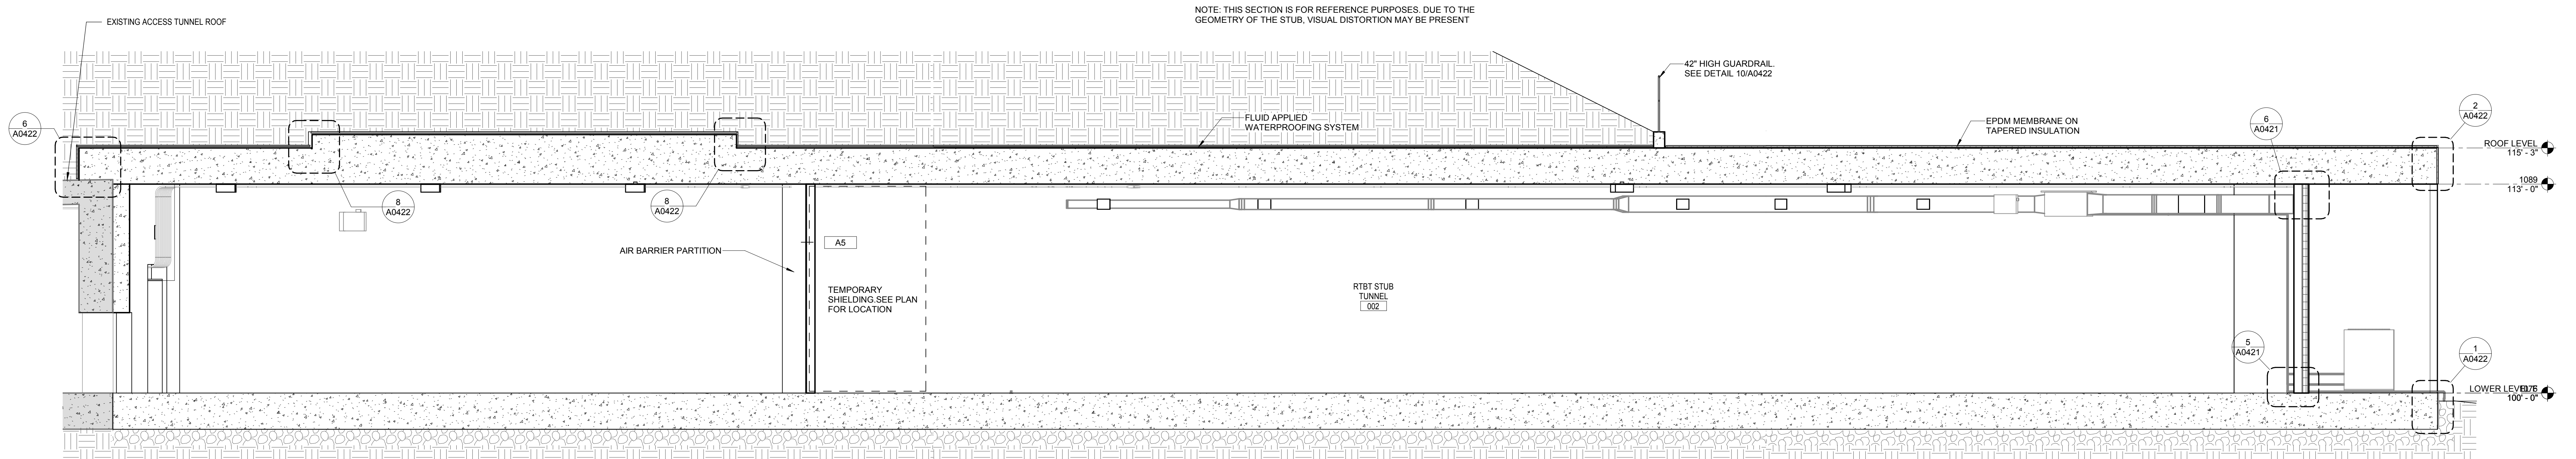 NOTE: THIS SECTION IS FOR REFERENCE PURPOSES. DUE TO THE
GEOMETRY OF THE STUB, VISUAL DISTORTION MAY BE PRESENT
EXISTING ACCESS TUNNEL ROOF
42" HIGH GUARDRAIL.
SEE DETAIL 10/A0422
6
A0422
FLUID APPLIED
WATERPROOFING SYSTEM
EPDM MEMBRANE ON
TAPERED INSULATION
6
A0421
2
A0422
ROOF LEVEL
115' - 3"
1089
113' - 0"
8
A0422
8
A0422
A5
AIR BARRIER PARTITION
TEMPORARY
SHIELDING.SEE PLAN
FOR LOCATION
RTBT STUB
TUNNEL
002
5
A0421
1
A0422
LOWER LEVEL
100' - 0"